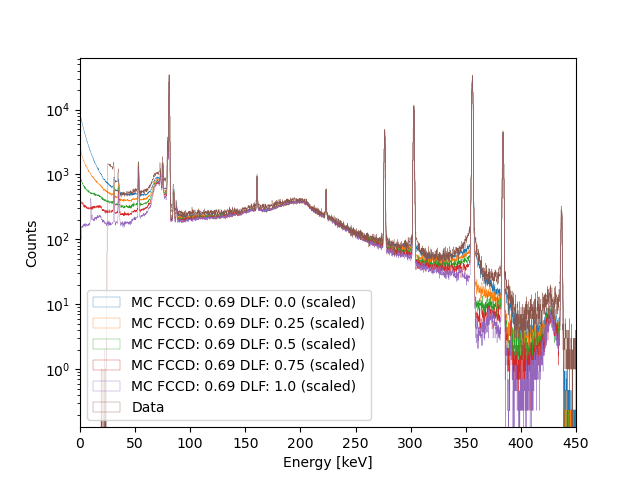 10⁴
10³
10²
10¹
10⁰
Counts
MC FCCD: 0.69 DLF: 0.0 (scaled)
MC FCCD: 0.69 DLF: 0.25 (scaled)
MC FCCD: 0.69 DLF: 0.5 (scaled)
MC FCCD: 0.69 DLF: 0.75 (scaled)
MC FCCD: 0.69 DLF: 1.0 (scaled)
Data
0 50 100 150 200 250 300 350 400 450
Energy [keV]